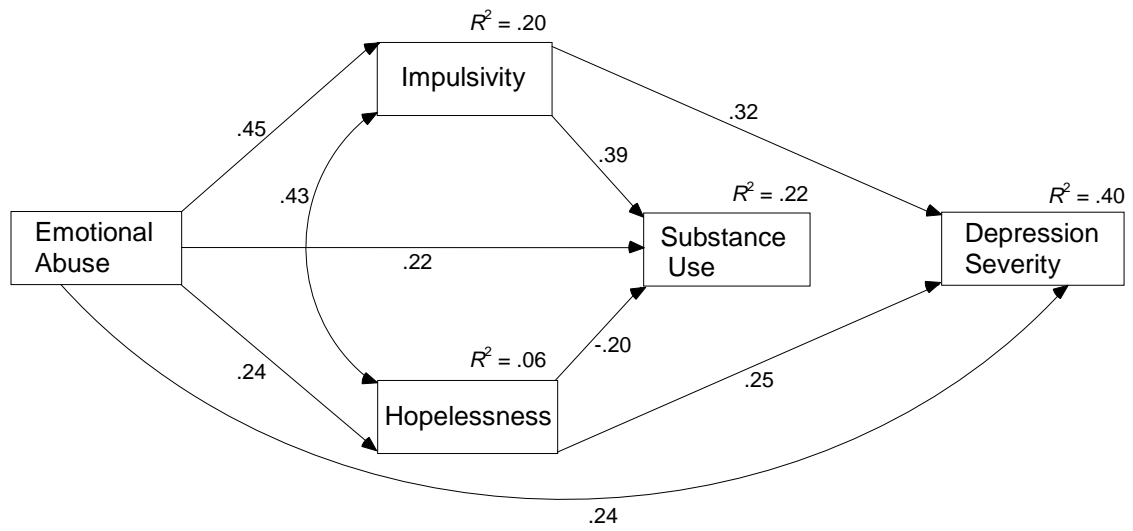 R² = .20
Impulsivity
.45
.32
.39
.43
R² = .22
R² = .40
Emotional
Abuse
Substance
Use
Depression
Severity
.22
R² = .06
-.20
.24
.25
Hopelessness
.24